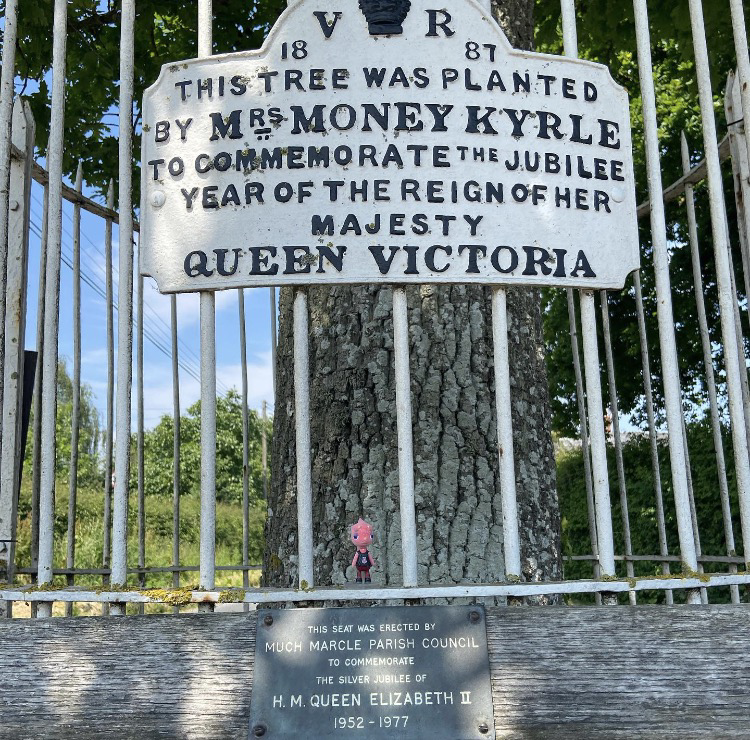 V R
18 87
THIS TREE WAS PLANTED
BY MRS MONEY KYRLE
TO COMMEMORATE THE JUBILEE
YEAR OF THE REIGN OF HER
MAJESTY
QUEEN VICTORIA
THIS SEAT WAS ERECTED BY
MUCH MARCLE PARISH COUNCIL
TO COMMEMORATE
THE SILVER JUBILEE OF
H. M. QUEEN ELIZABETH II
1952 - 1977